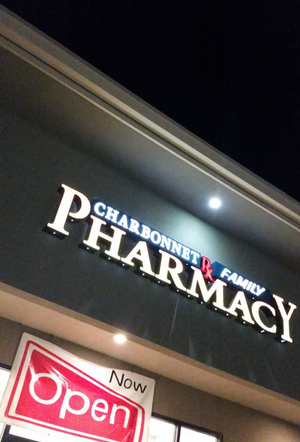 CHARBONNET Rx FAMILY
PHARMACY
Now
open